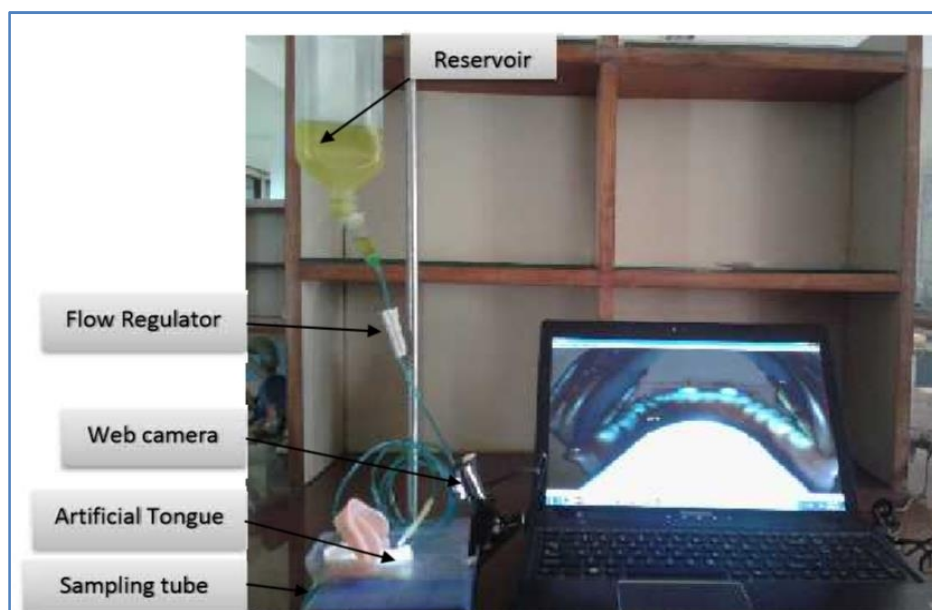 Reservoir
Flow Regulator
Web camera
Artificial Tongue
Sampling tube